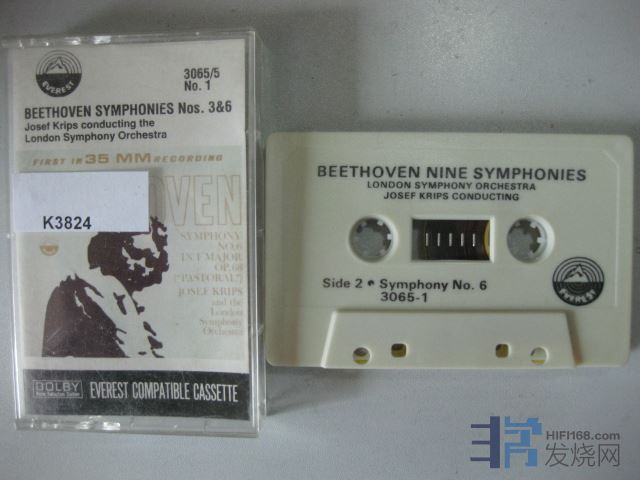 EVEREST
3065/5
No. 1
BEETHOVEN SYMPHONIES Nos. 3&6
Josef Krips conducting the
London Symphony Orchestra
FIRST IN 35 MM RECORDING
OVEN
K3824
SYMPHONY
NO.6
IN F MAJOR
OP. 68
("PASTORAL")
JOSEF KRIPS
and the
London
Symphony
Orchestra
DOLBY
EVEREST COMPATIBLE CASSETTE
BEETHOVEN NINE SYMPHONIES
LONDON SYMPHONY ORCHESTRA
JOSEF KRIPS CONDUCTING
Side 2 • Symphony No. 6
3065-1
EVEREST
HIFI168.com
发烧网